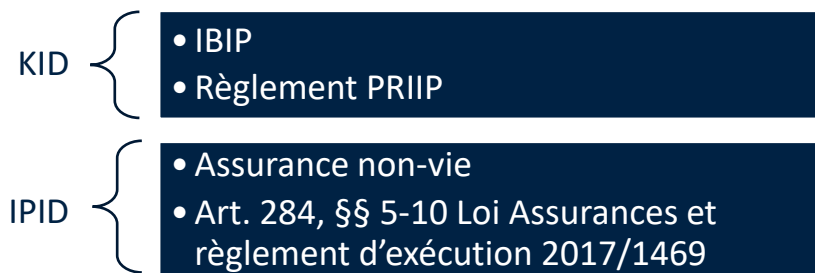 KID
• IBIP
• Règlement PRIIP
IPID
• Assurance non-vie
• Art. 284, §§ 5-10 Loi Assurances et
règlement d’exécution 2017/1469